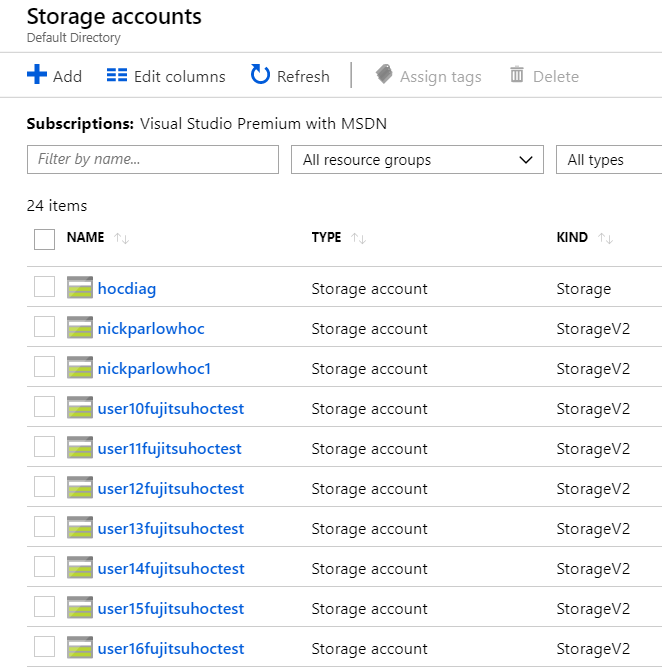 Storage accounts
Default Directory
Add Edit columns Refresh Assign tags Delete
Subscriptions: Visual Studio Premium with MSDN
Filter by name... All resource groups All types
24 items
NAME TYPE KIND
hocdiag Storage account Storage
nickparlowhoc Storage account StorageV2
nickparlowhoc1 Storage account StorageV2
user10fujitsuhoctest Storage account StorageV2
user11fujitsuhoctest Storage account StorageV2
user12fujitsuhoctest Storage account StorageV2
user13fujitsuhoctest Storage account StorageV2
user14fujitsuhoctest Storage account StorageV2
user15fujitsuhoctest Storage account StorageV2
user16fujitsuhoctest Storage account StorageV2